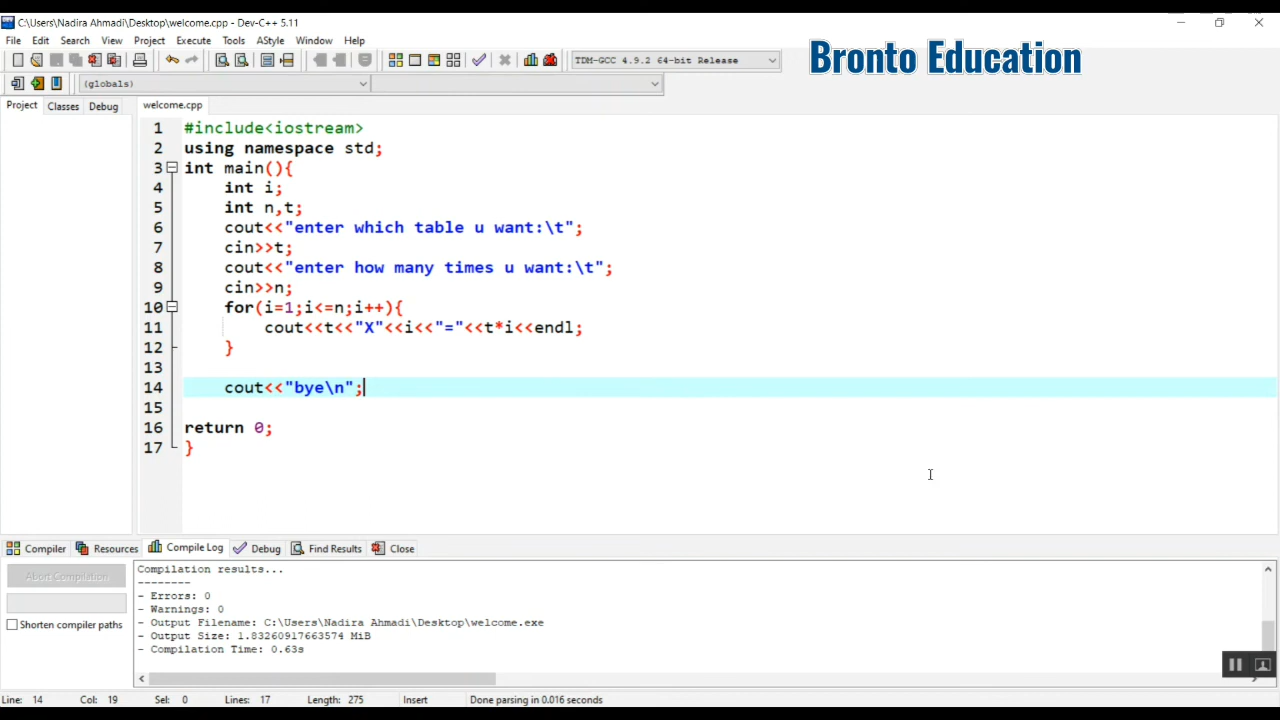 C:\Users\Nadira Ahmadi\Desktop\welcome.cpp - Dev-C++ 5.11
File Edit Search View Project Execute Tools AStyle Window Help
Bronto Education
TDM-GCC 4.9.2 64-bit Release
(globals)
Project Classes Debug welcome.cpp
1 #include<iostream>
2 using namespace std;
3 int main(){
4 int i;
5 int n,t;
6 cout<<"enter which table u want:\t";
7 cin>>t;
8 cout<<"enter how many times u want:\t";
9 cin>>n;
10 for(i=1;i<=n;i++){
11 cout<<t<<"X"<<i<<"="<<t*i<<endl;
12 }
13
14 cout<<"bye\n";
15
16 return 0;
17 }
Compiler Resources Compile Log Debug Find Results Close
Abort Compilation
Shorten compiler paths
Compilation results...
--------
- Errors: 0
- Warnings: 0
- Output Filename: C:\Users\Nadira Ahmadi\Desktop\welcome.exe
- Output Size: 1.83260917663574 MiB
- Compilation Time: 0.63s
Line: 14 Col: 19 Sel: 0 Lines: 17 Length: 275 Insert Done parsing in 0.016 seconds